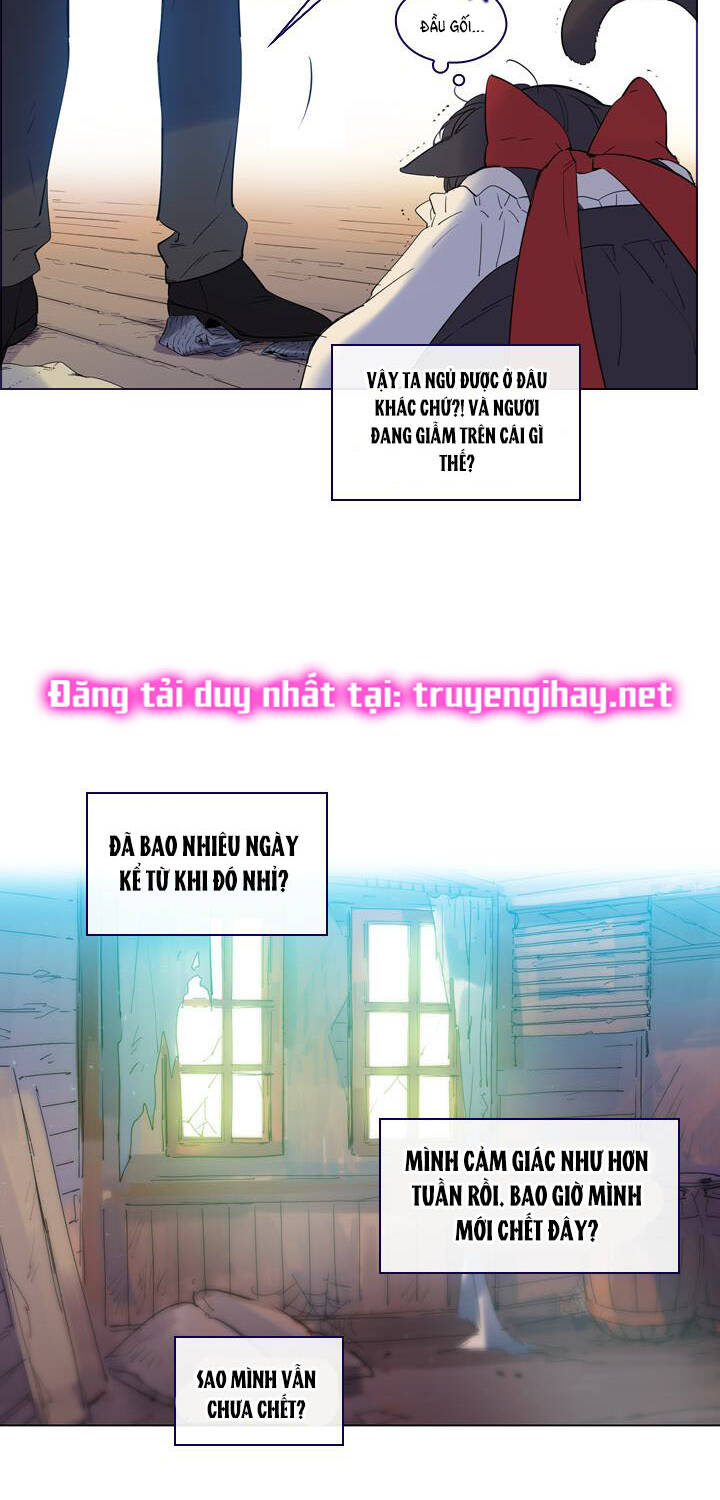 ĐẦU GỐI...
VẬY TA NGỦ ĐƯỢC Ở ĐÂU
KHÁC CHỨ?! VÀ NGƯƠI
ĐANG GIẪM TRÊN CÁI GÌ
THẾ?
Đăng tải duy nhất tại: truyengihay.net
ĐÃ BAO NHIÊU NGÀY
KỂ TỪ KHI ĐÓ NHỈ?
MÌNH CẢM GIÁC NHƯ HƠN
TUẦN RỒI. BAO GIỜ MÌNH
MỚI CHẾT ĐÂY?
SAO MÌNH VẪN
CHƯA CHẾT?